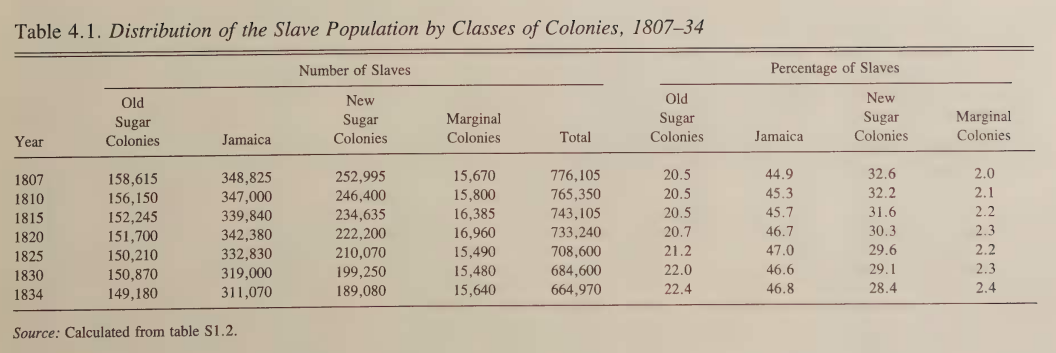 Table 4.1. Distribution of the Slave Population by Classes of Colonies, 1807–34
Number of Slaves Percentage of Slaves
Old New Old New
Sugar Sugar Marginal Sugar Sugar Marginal
Year Colonies Jamaica Colonies Colonies Total Colonies Jamaica Colonies Colonies
1807 158,615 348,825 252,995 15,670 776,105 20.5 44.9 32.6 2.0
1810 156,150 347,000 246,400 15,800 765,350 20.5 45.3 32.2 2.1
1815 152,245 339,840 234,635 16,385 743,105 20.5 45.7 31.6 2.2
1820 151,700 342,380 222,200 16,960 733,240 20.7 46.7 30.3 2.3
1825 150,210 332,830 210,070 15,490 708,600 21.2 47.0 29.6 2.2
1830 150,870 319,000 199,250 15,480 684,600 22.0 46.6 29.1 2.3
1834 149,180 311,070 189,080 15,640 664,970 22.4 46.8 28.4 2.4
Source: Calculated from table S1.2.